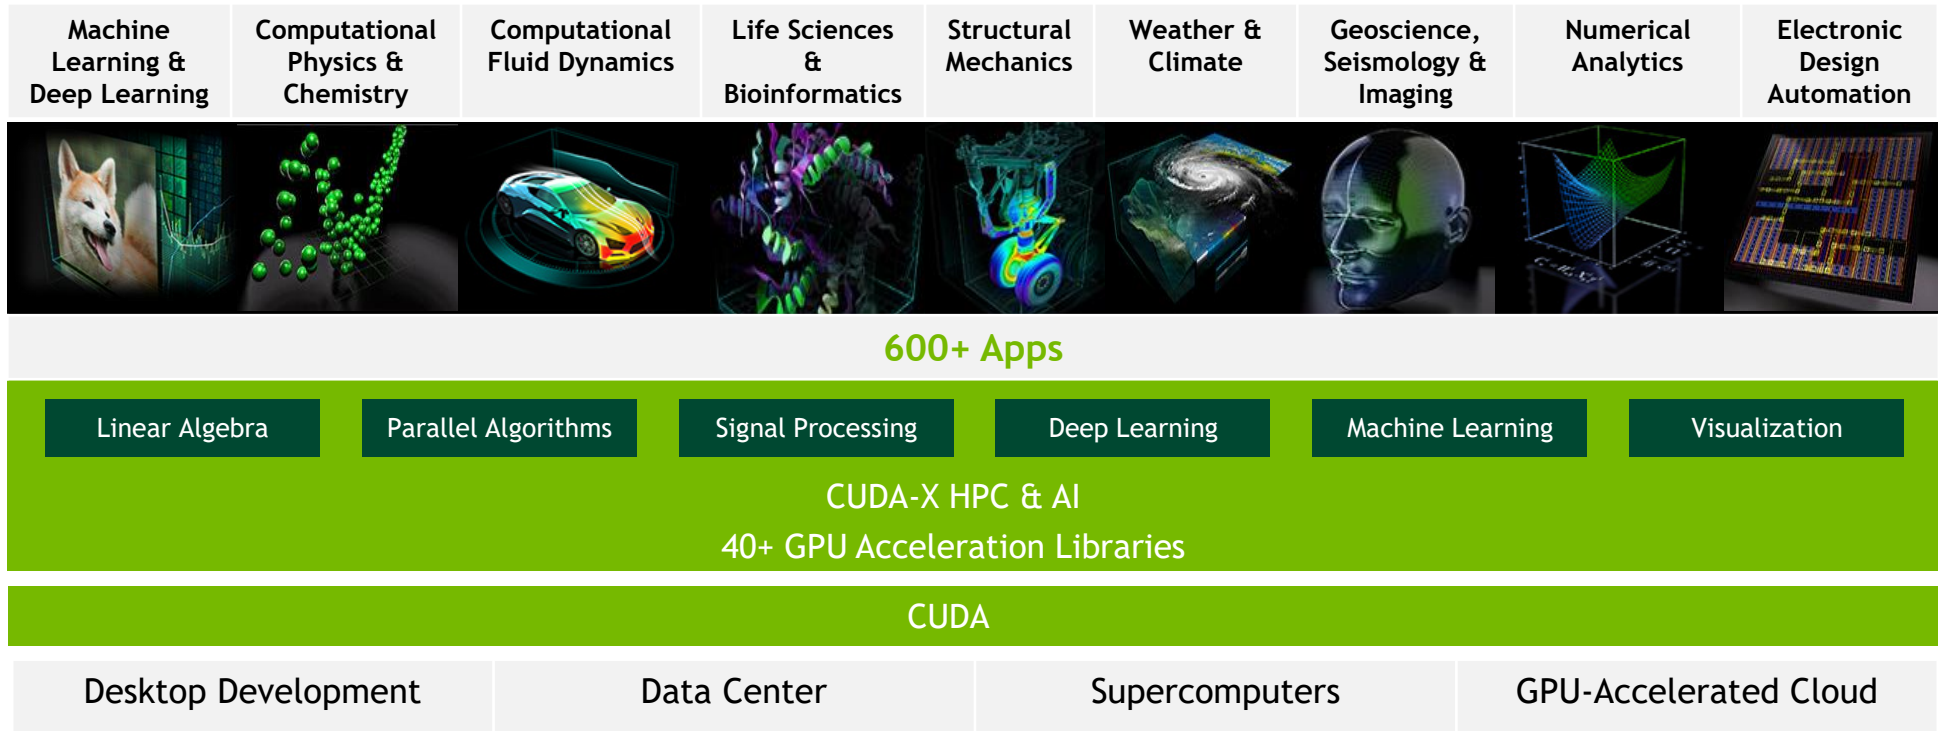 Machine
Learning &
Deep Learning
Computational
Physics &
Chemistry
Computational
Fluid Dynamics
Life Sciences
&
Bioinformatics
Structural
Mechanics
Weather &
Climate
Geoscience,
Seismology &
Imaging
Numerical
Analytics
Electronic
Design
Automation
600+ Apps
Linear Algebra
Parallel Algorithms
Signal Processing
Deep Learning
Machine Learning
Visualization
CUDA-X HPC & AI
40+ GPU Acceleration Libraries
CUDA
Desktop Development
Data Center
Supercomputers
GPU-Accelerated Cloud